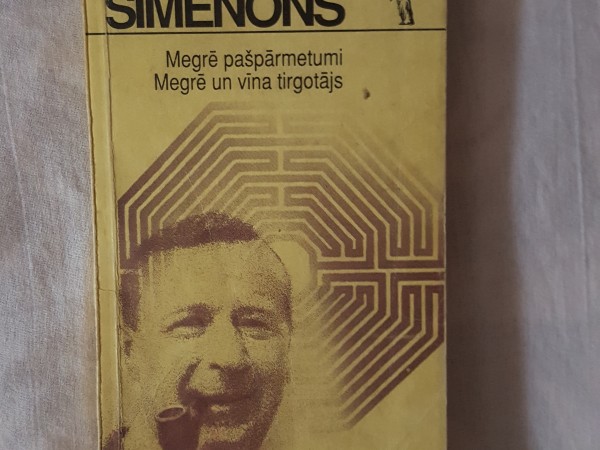 SIMENONS
Megrē pašpārmetumi
Megrē un vīna tirgotājs